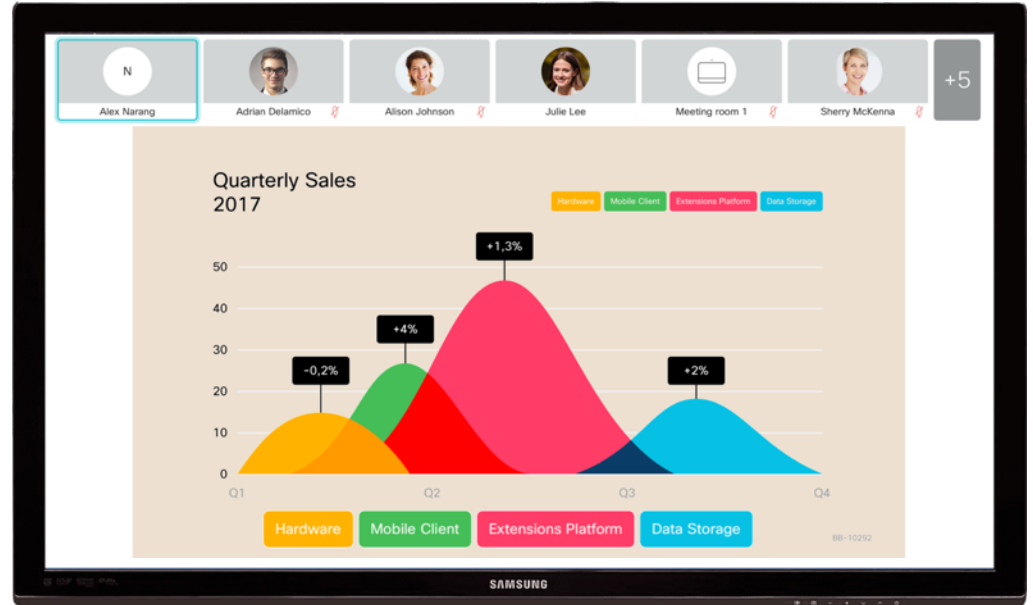 N
Alex Narang
Adrian Delamico
Alison Johnson
Julie Lee
Meeting room 1
Sherry McKenna
+5
Quarterly Sales
2017
Hardware
Mobile Client
Extensions Platform
Data Storage
+1,3%
+4%
-0,2%
+2%
50
40
30
20
10
0
Q1
Q2
Q3
Q4
Hardware
Mobile Client
Extensions Platform
Data Storage
BB-10292
SAMSUNG